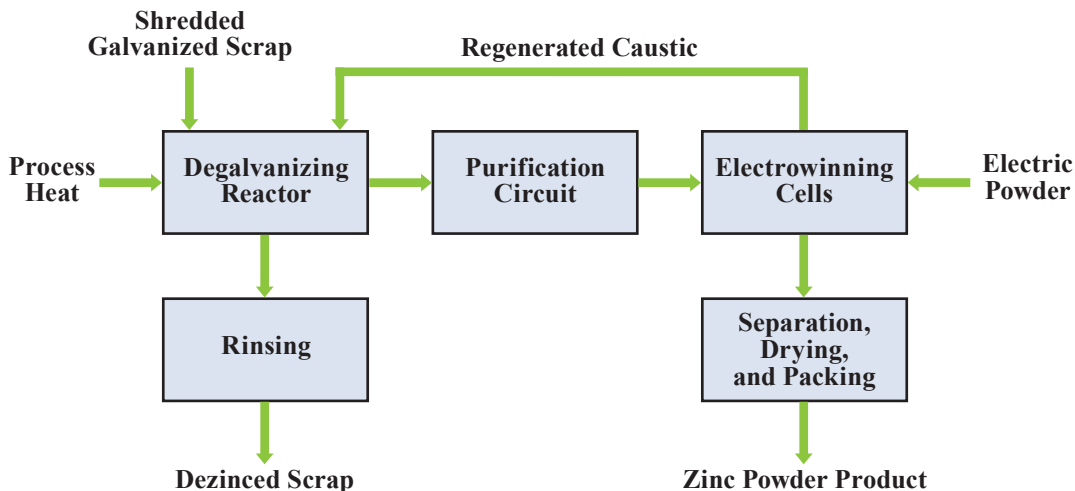 Shredded
Galvanized Scrap
Regenerated Caustic
Process
Heat
Degalvanizing
Reactor
Purification
Circuit
Electrowinning
Cells
Electric
Powder
Rinsing
Separation,
Drying,
and Packing
Dezinced Scrap
Zinc Powder Product